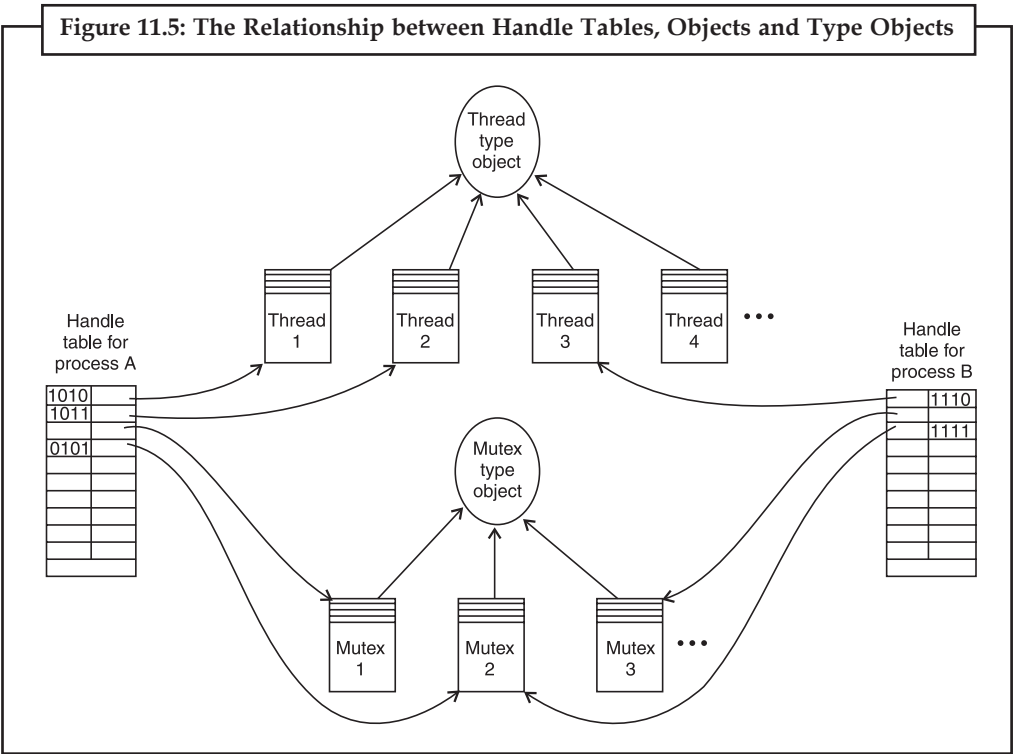 Figure 11.5: The Relationship between Handle Tables, Objects and Type Objects
Thread
type
object
Thread
1
Thread
2
Thread
3
Thread
4
•••
Handle
table for
process A
1010
1011
0101
Handle
table for
process B
1110
1111
Mutex
type
object
Mutex
1
Mutex
2
Mutex
3
•••